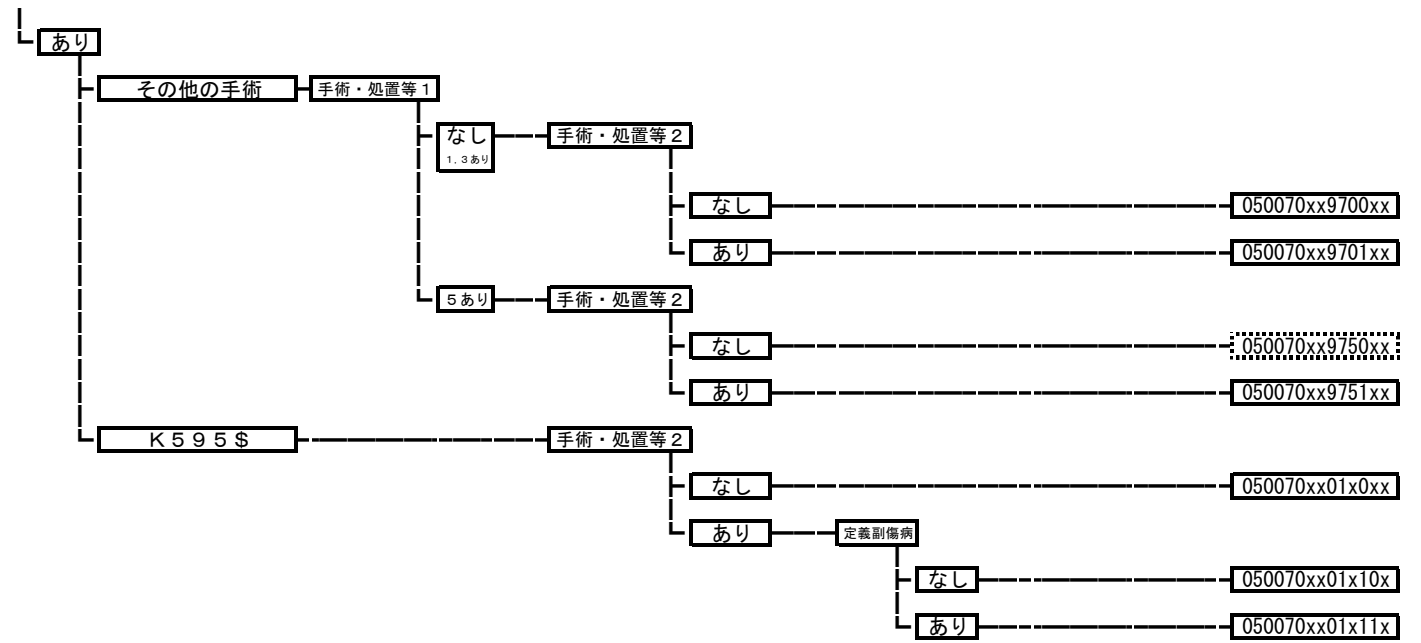 あり
その他の手術 手術・処置等1
なし 手術・処置等2
1,3あり
なし 050070xx9700xx
あり 050070xx9701xx
5あり 手術・処置等2
なし 050070xx9750xx
あり 050070xx9751xx
K595$ 手術・処置等2
なし 050070xx01x0xx
あり 定義副傷病
なし 050070xx01x10x
あり 050070xx01x11x